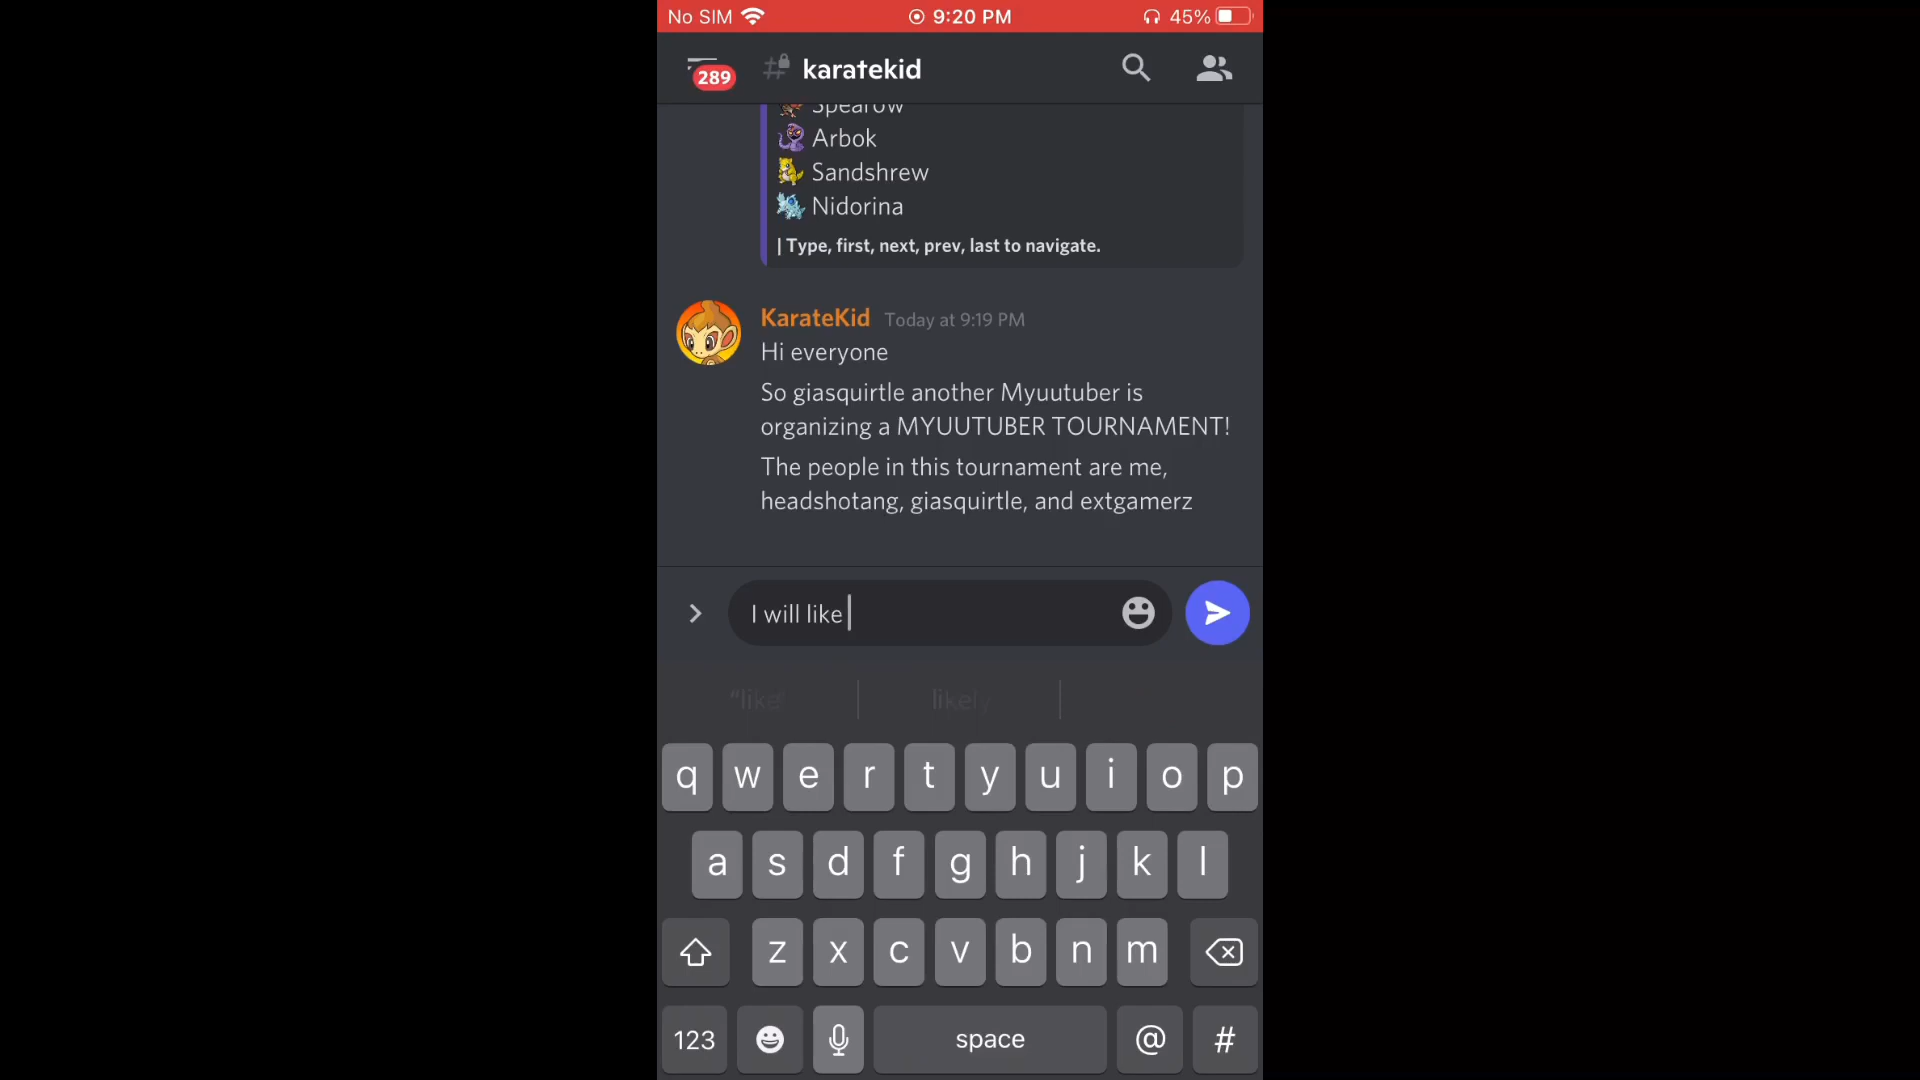 No SIM 9:20 PM 45%
289 # karatekid
Spearow
Arbok
Sandshrew
Nidorina
| Type, first, next, prev, last to navigate.
KarateKid Today at 9:19 PM
Hi everyone
So giasquirtle another Myuutuber is
organizing a MYUUTUBER TOURNAMENT!
The people in this tournament are me,
headshotang, giasquirtle, and extgamerz
I will like
"like" likely
q w e r t y u i o p
a s d f g h j k l
z x c v b n m
123 space @ #